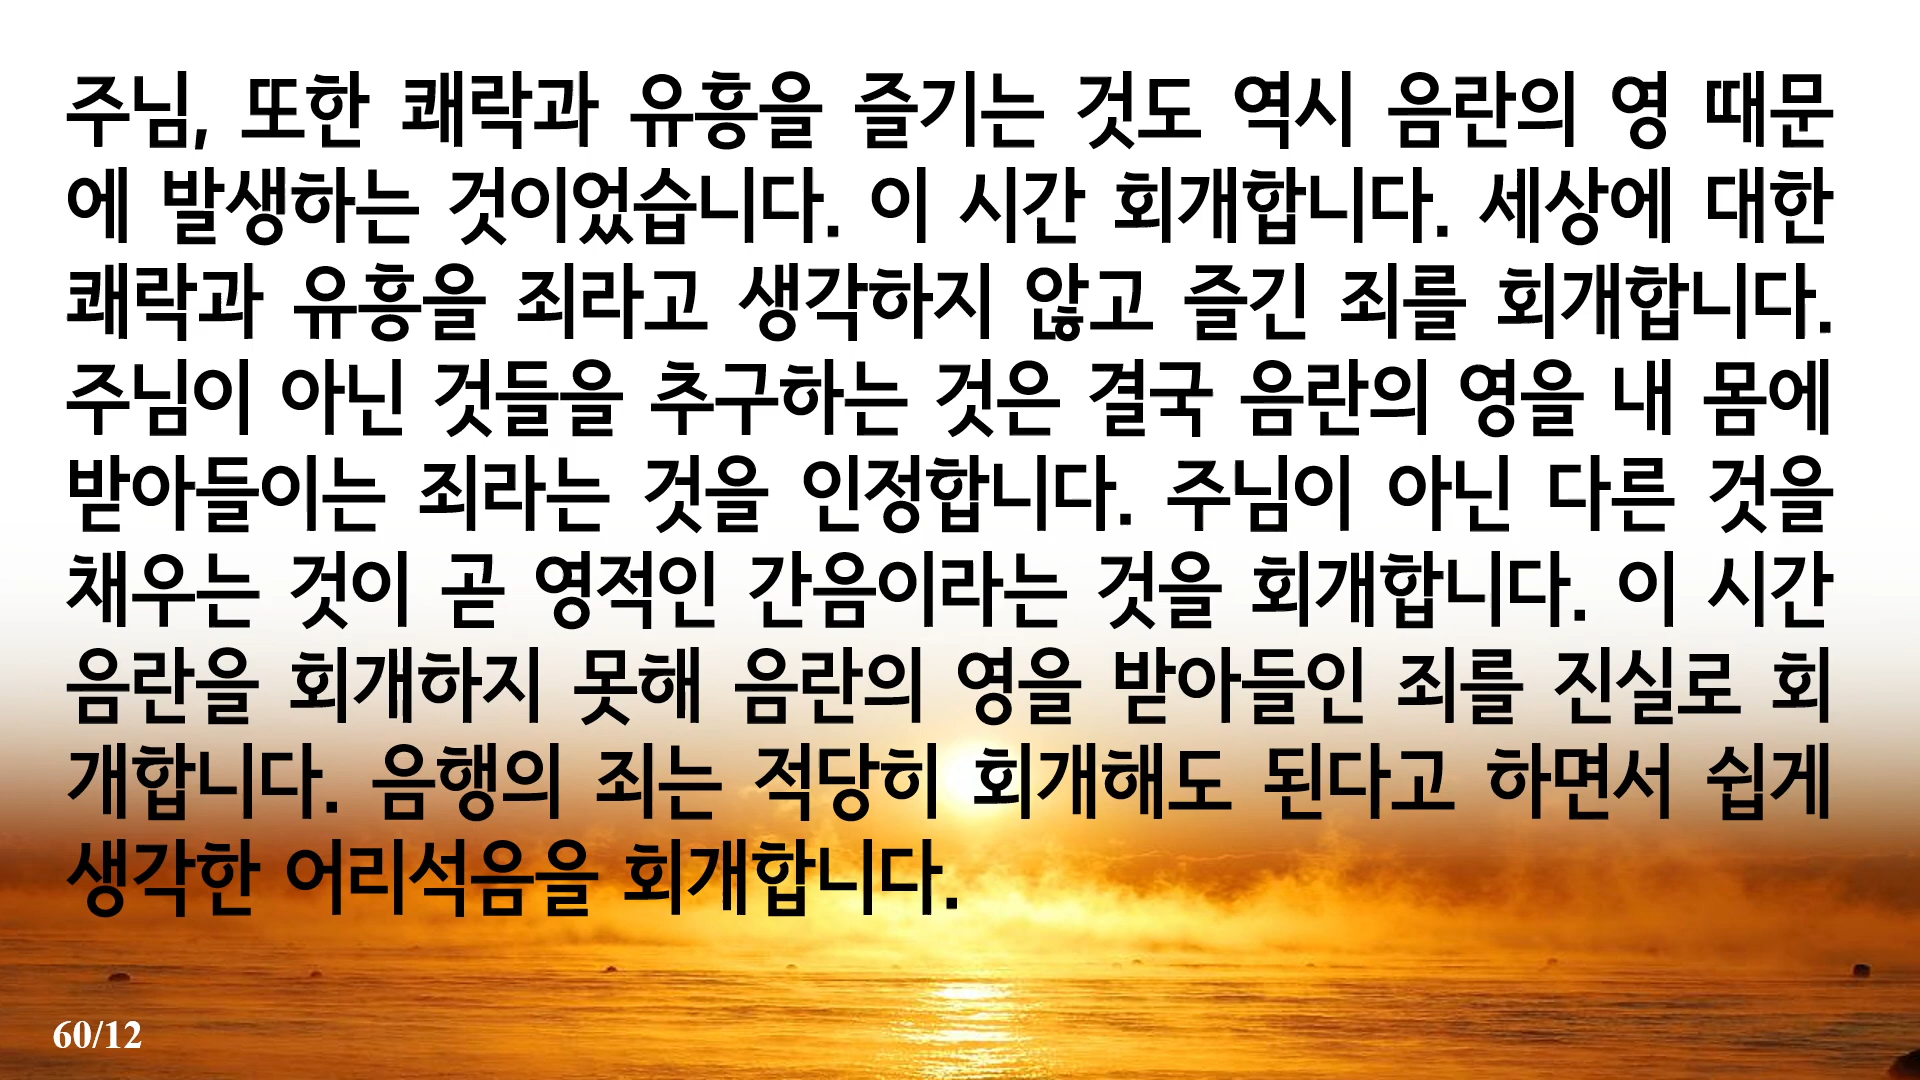 주님, 또한 쾌락과 유흥을 즐기는 것도 역시 음란의 영 때문
에 발생하는 것이었습니다. 이 시간 회개합니다. 세상에 대한
쾌락과 유흥을 죄라고 생각하지 않고 즐긴 죄를 회개합니다.
주님이 아닌 것들을 추구하는 것은 결국 음란의 영을 내 몸에
받아들이는 죄라는 것을 인정합니다. 주님이 아닌 다른 것을
채우는 것이 곧 영적인 간음이라는 것을 회개합니다. 이 시간
음란을 회개하지 못해 음란의 영을 받아들인 죄를 진실로 회
개합니다. 음행의 죄는 적당히 회개해도 된다고 하면서 쉽게
생각한 어리석음을 회개합니다.
60/12